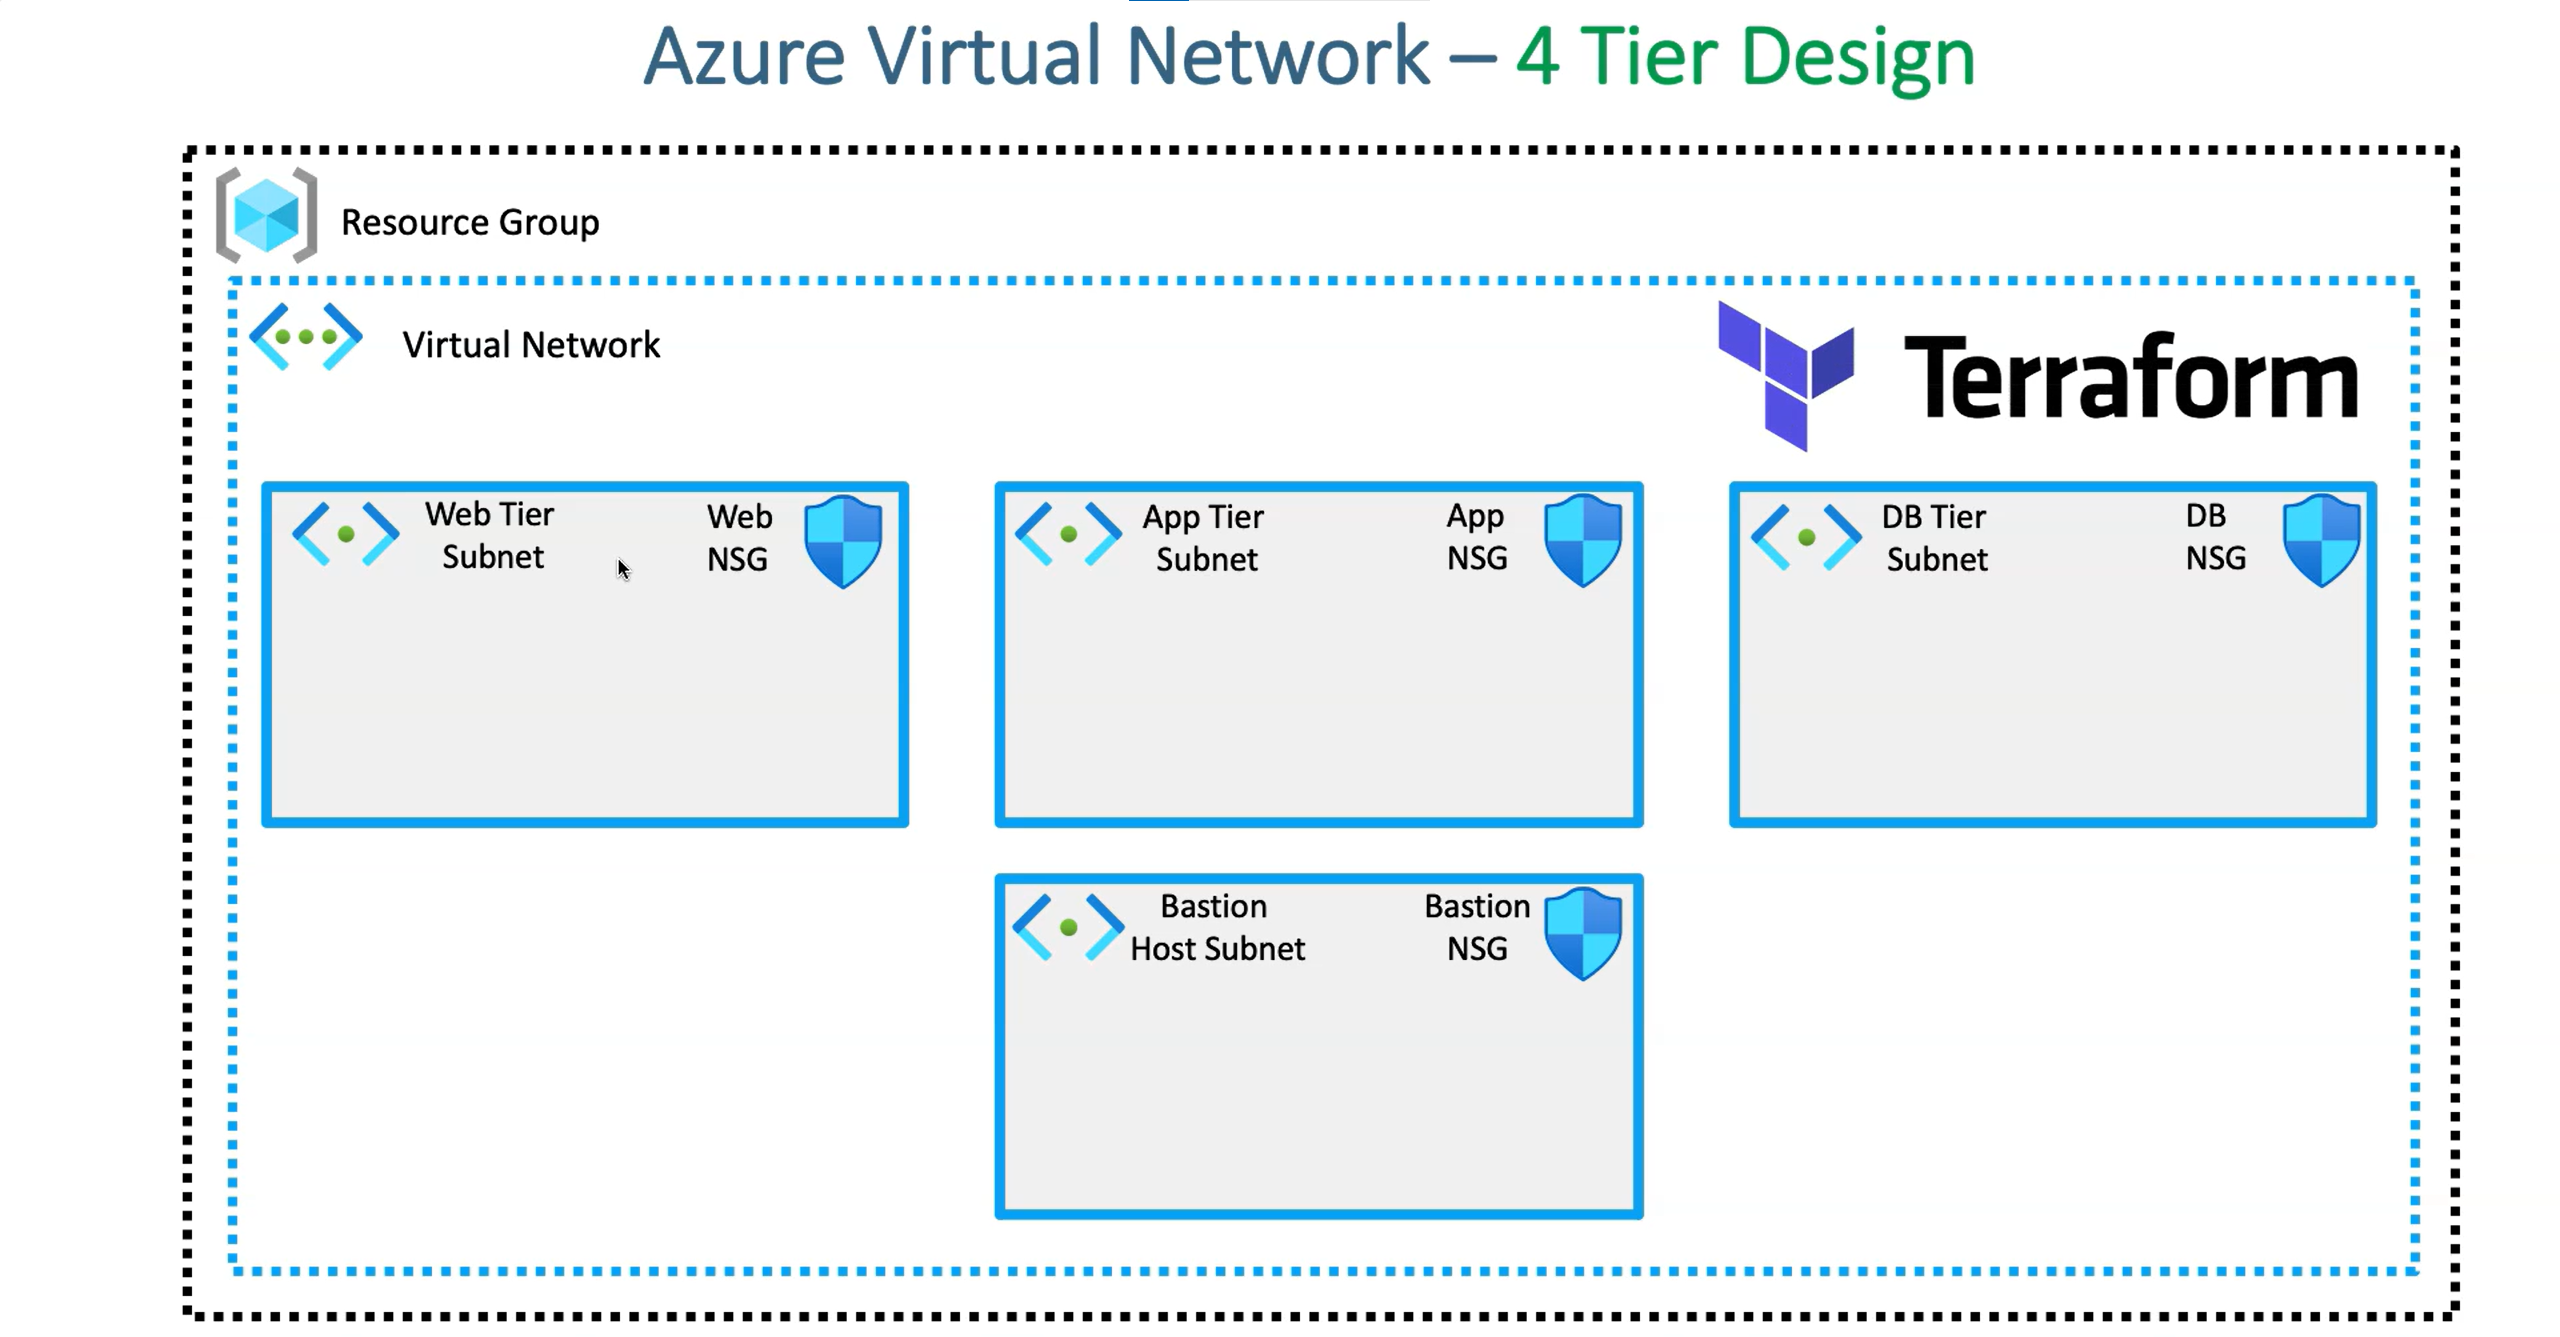 Azure Virtual Network – 4 Tier Design
Resource Group
Virtual Network
Terraform
Web Tier
Subnet
Web
NSG
App Tier
Subnet
App
NSG
DB Tier
Subnet
DB
NSG
Bastion
Host Subnet
Bastion
NSG